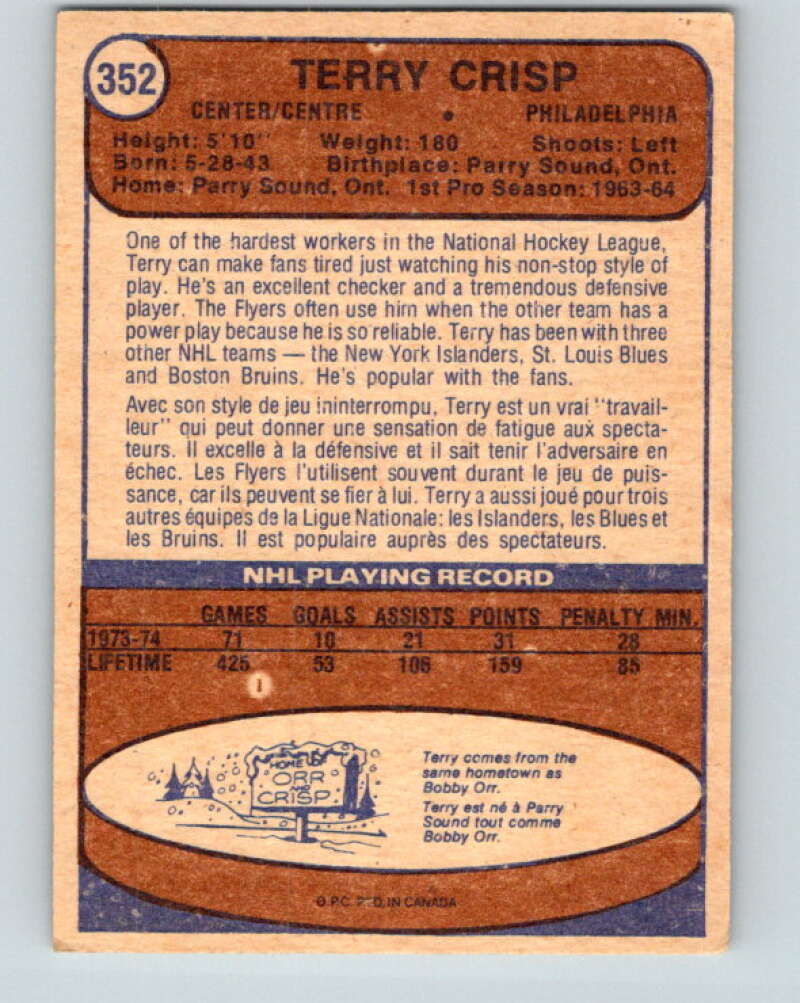 352
TERRY CRISP
CENTER/CENTRE • PHILADELPHIA
Height: 5'10" Weight: 180 Shoots: Left
Born: 5-28-43 Birthplace: Parry Sound, Ont.
Home: Parry Sound, Ont. 1st Pro Season: 1963-64
One of the hardest workers in the National Hockey League,
Terry can make fans tired just watching his non-stop style of
play. He's an excellent checker and a tremendous defensive
player. The Flyers often use him when the other team has a
power play because he is so reliable. Terry has been with three
other NHL teams — the New York Islanders, St. Louis Blues
and Boston Bruins. He's popular with the fans.
Avec son style de jeu ininterrompu, Terry est un vrai "travail-
leur" qui peut donner une sensation de fatigue aux specta-
teurs. Il excelle à la défensive et il sait tenir l'adversaire en
échec. Les Flyers l'utilisent souvent durant le jeu de puis-
sance, car ils peuvent se fier à lui. Terry a aussi joué pour trois
autres équipes de la Ligue Nationale: les Islanders, les Blues et
les Bruins. Il est populaire auprès des spectateurs.
NHL PLAYING RECORD
GAMES GOALS ASSISTS POINTS PENALTY MIN.
1973-74 71 10 21 31 28
LIFETIME 425 53 106 159 85
HOME
ORR
AND
CRISP
Terry comes from the
same hometown as
Bobby Orr.
Terry est né à Parry
Sound tout comme
Bobby Orr.
O.P.C. IN CANADA